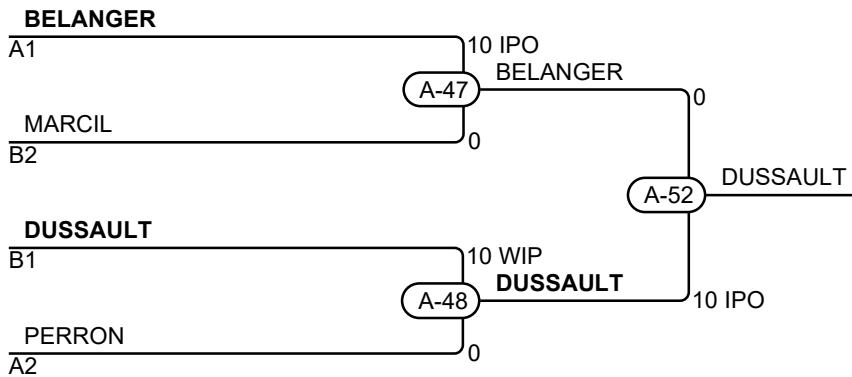 BELANGER
A1
10 IPO
A-47
BELANGER
MARCIL
B2
0
0
A-52
DUSSAULT
DUSSAULT
B1
10 WIP
A-48
DUSSAULT
10 IPO
PERRON
A2
0